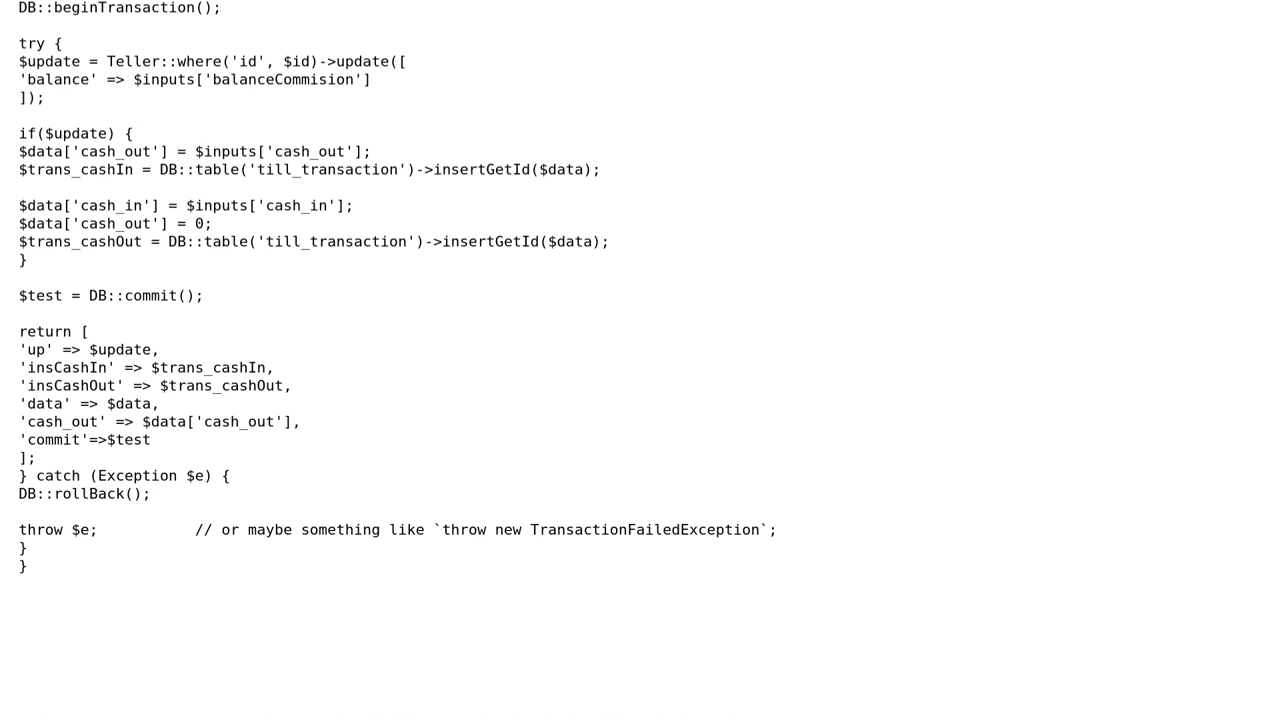 DB::beginTransaction();
try {
$update = Teller::where('id', $id)->update([
'balance' => $inputs['balanceCommision']
]);
if($update) {
$data['cash_out'] = $inputs['cash_out'];
$trans_cashIn = DB::table('till_transaction')->insertGetId($data);
$data['cash_in'] = $inputs['cash_in'];
$data['cash_out'] = 0;
$trans_cashOut = DB::table('till_transaction')->insertGetId($data);
}
$test = DB::commit();
return [
'up' => $update,
'insCashIn' => $trans_cashIn,
'insCashOut' => $trans_cashOut,
'data' => $data,
'cash_out' => $data['cash_out'],
'commit'=>$test
];
} catch (Exception $e) {
DB::rollBack();
throw $e;           // or maybe something like `throw new TransactionFailedException`;
}
}